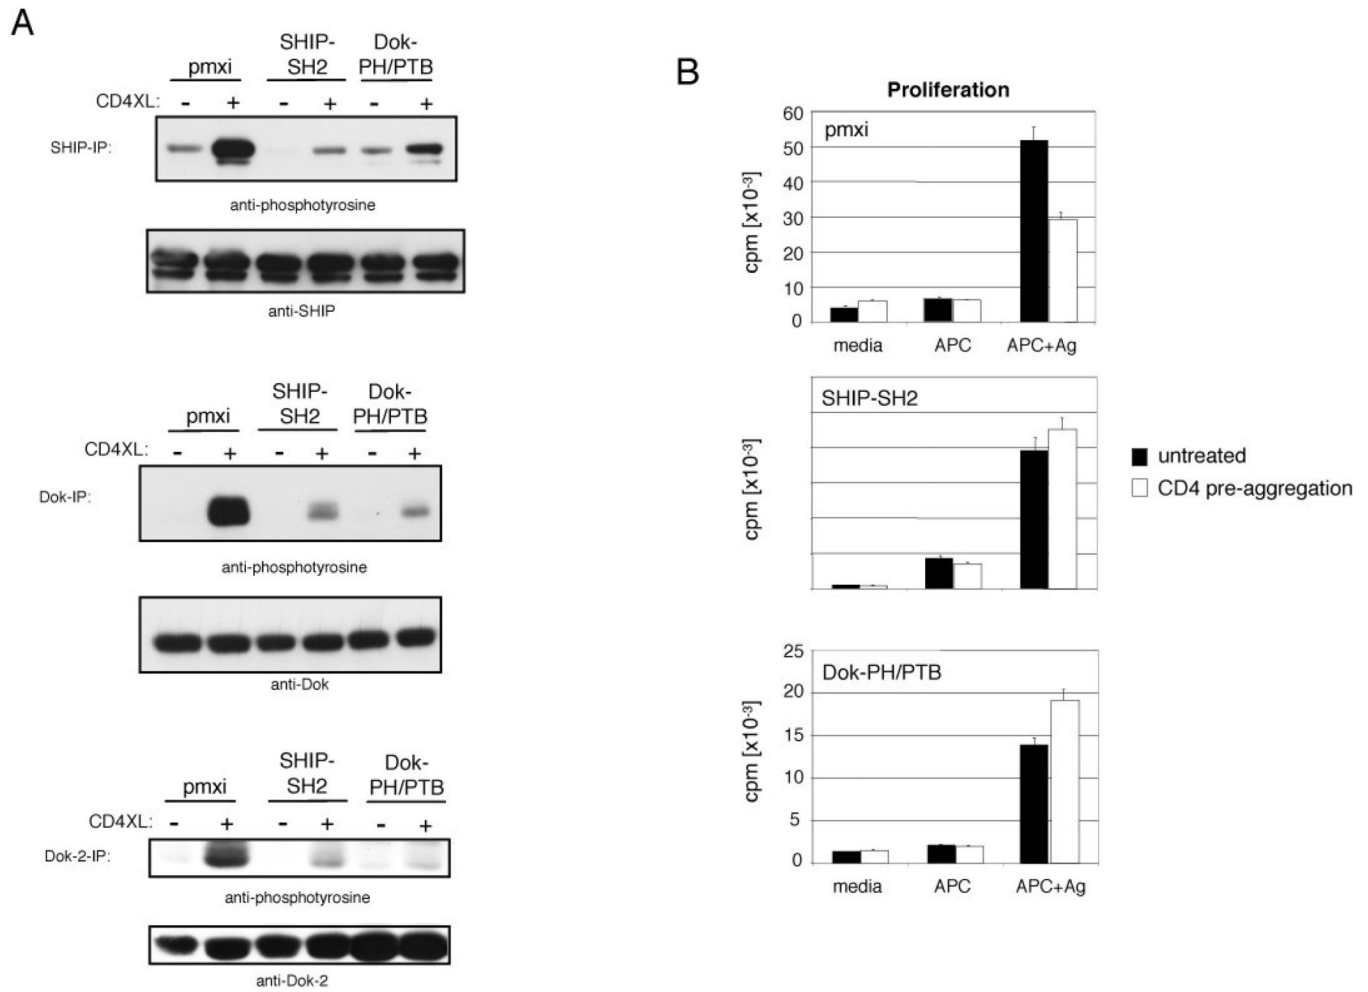 A
SHIP-
SH2
Dok-
PH/PTB
pmxi
CD4XL: - + - + - +
SHIP-IP:
anti-phosphotyrosine
anti-SHIP
SHIP-
SH2
Dok-
PH/PTB
pmxi
CD4XL: - + - + - +
Dok-IP:
anti-phosphotyrosine
anti-Dok
SHIP-
SH2
Dok-
PH/PTB
pmxi
CD4XL: - + - + - +
Dok-2-IP:
anti-phosphotyrosine
anti-Dok-2
B
Proliferation
pmxi
cpm [x10-3]
60
50
40
30
20
10
0
media APC APC+Ag
SHIP-SH2
cpm [x10-3]
untreated
CD4 pre-aggregation
Dok-PH/PTB
cpm [x10-3]
25
20
15
10
5
0
media APC APC+Ag